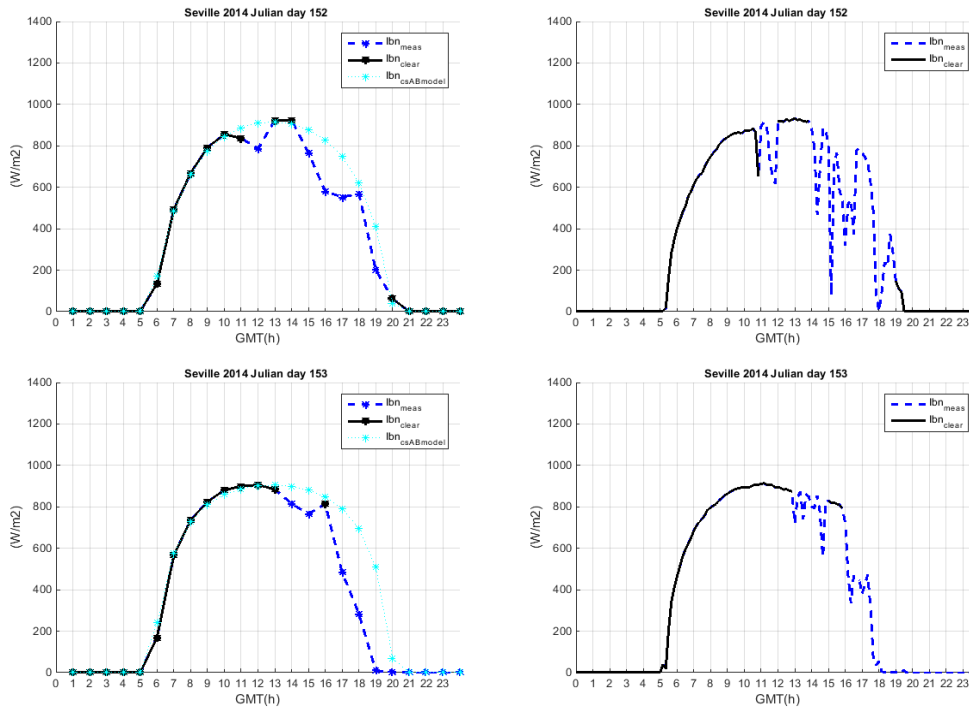 Seville 2014 Julian day 152
1400
1200
1000
800
600
400
200
0
(W/m2)
Ibn_meas
Ibn_clear
Ibn_csABmodel
0 1 2 3 4 5 6 7 8 9 10 11 12 13 14 15 16 17 18 19 20 21 22 23
GMT(h)
Seville 2014 Julian day 152
1400
1200
1000
800
600
400
200
0
(W/m2)
Ibn_meas
Ibn_clear
0 1 2 3 4 5 6 7 8 9 10 11 12 13 14 15 16 17 18 19 20 21 22 23
GMT(h)
Seville 2014 Julian day 153
1400
1200
1000
800
600
400
200
0
(W/m2)
Ibn_meas
Ibn_clear
Ibn_csABmodel
0 1 2 3 4 5 6 7 8 9 10 11 12 13 14 15 16 17 18 19 20 21 22 23
GMT(h)
Seville 2014 Julian day 153
1400
1200
1000
800
600
400
200
0
(W/m2)
Ibn_meas
Ibn_clear
0 1 2 3 4 5 6 7 8 9 10 11 12 13 14 15 16 17 18 19 20 21 22 23
GMT(h)